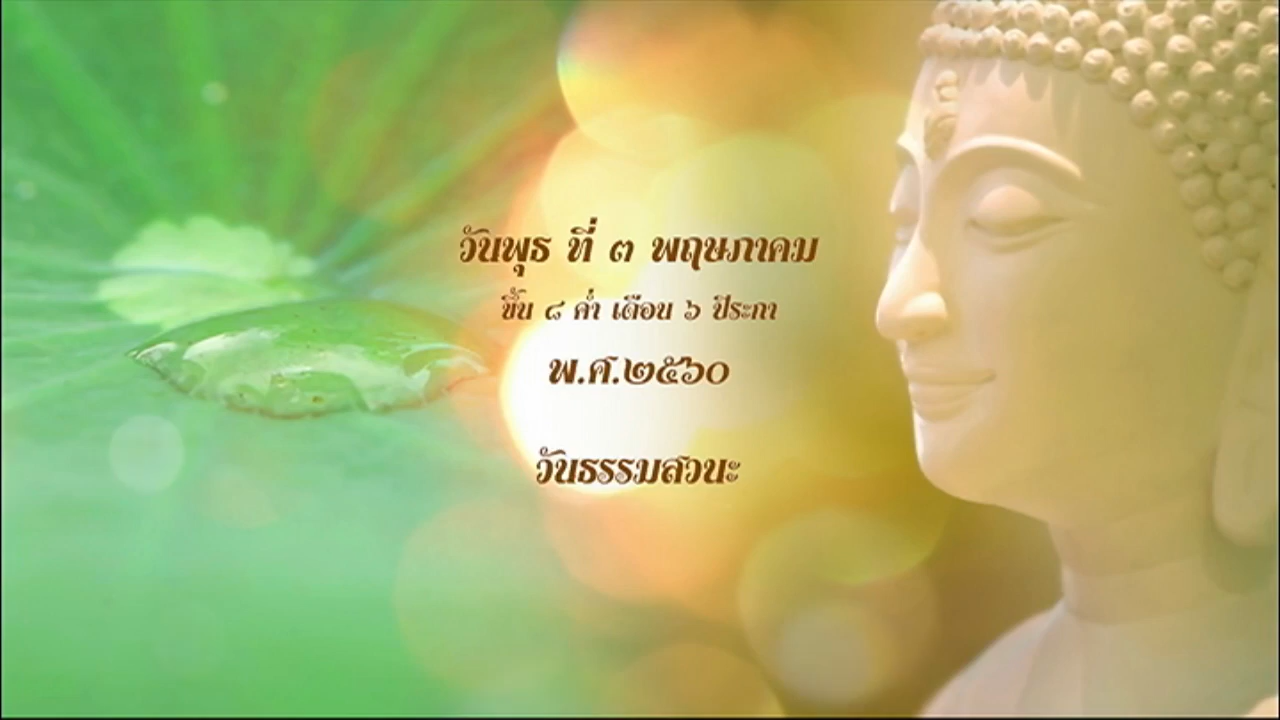 วันพุธ ที่ ๓ พฤษภาคม
ขึ้น ๘ ค่ำ เดือน ๖ ปีระกา
พ.ศ.๒๕๖๐
วันธรรมสวนะ